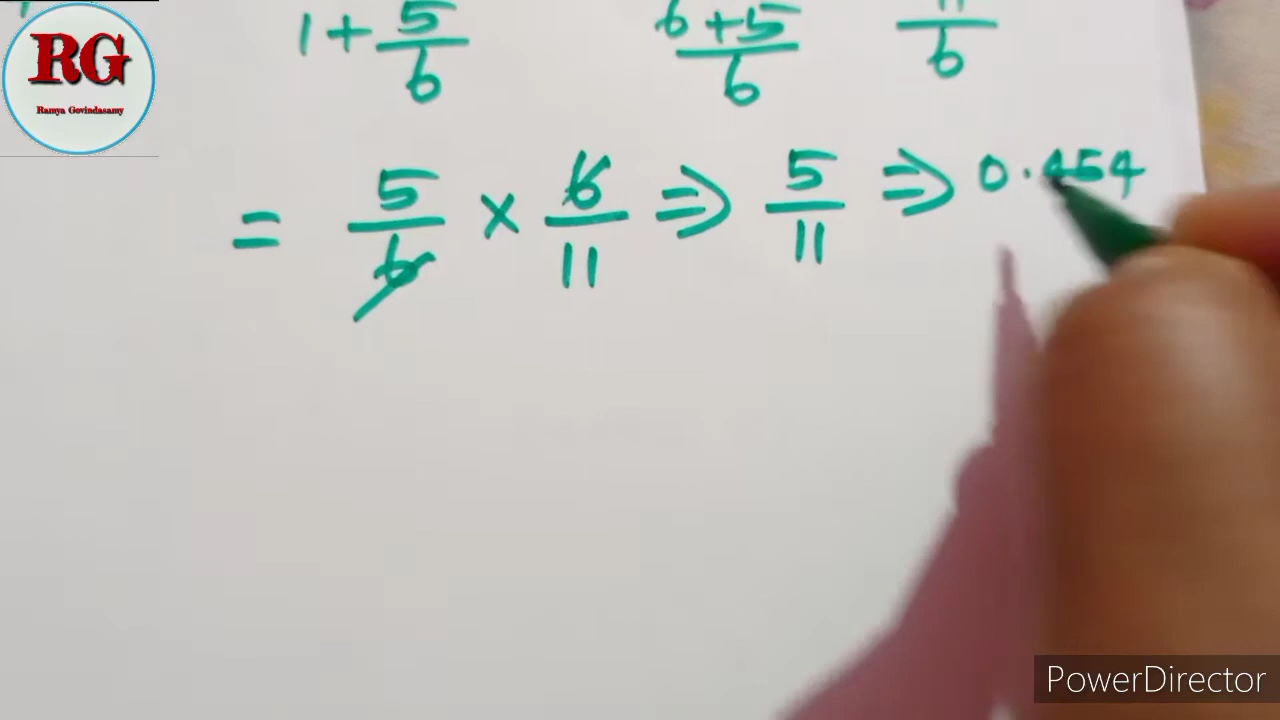 RG
Ramya Govindasamy
1 + 5/6 6+5/6 11/6
= 5/6 × 6/11 ⇒ 5/11 ⇒ 0.454
PowerDirector